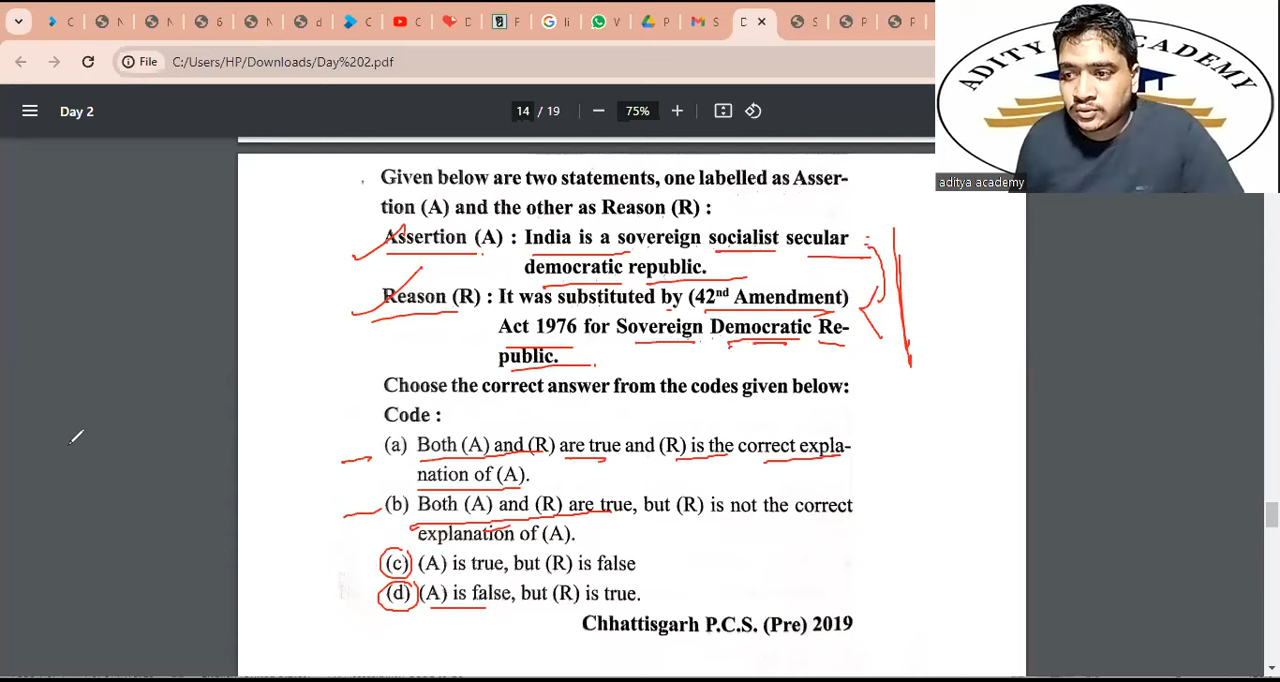 C
N
N
6
N
d
C
C
D
F
li
V
P
S
D
S
P
P
File C:/Users/HP/Downloads/Day%202.pdf
Day 2
14 / 19
75%
ADITYA ACADEMY
aditya academy
Given below are two statements, one labelled as Asser-
tion (A) and the other as Reason (R) :
Assertion (A) : India is a sovereign socialist secular
democratic republic.
Reason (R) : It was substituted by (42nd Amendment)
Act 1976 for Sovereign Democratic Re-
public.
Choose the correct answer from the codes given below:
Code :
(a) Both (A) and (R) are true and (R) is the correct expla-
nation of (A).
(b) Both (A) and (R) are true, but (R) is not the correct
explanation of (A).
(c) (A) is true, but (R) is false
(d) (A) is false, but (R) is true.
Chhattisgarh P.C.S. (Pre) 2019